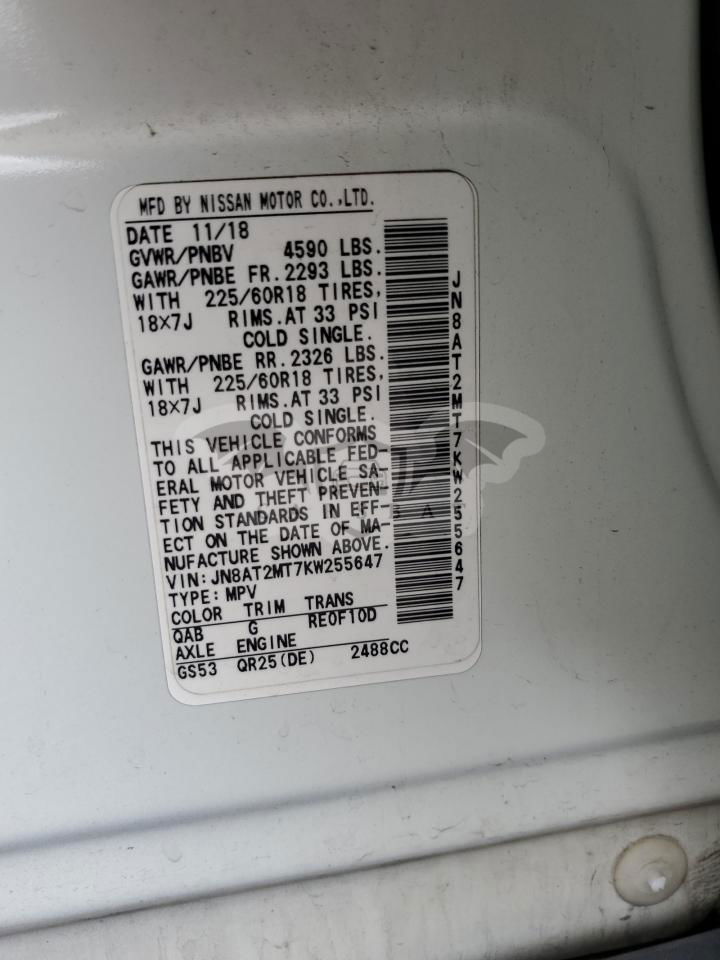 MFD BY NISSAN MOTOR CO.,LTD.
DATE 11/18
GVWR/PNBV 4590 LBS.
GAWR/PNBE FR.2293 LBS.
WITH 225/60R18 TIRES,
18×7J RIMS.AT 33 PSI
COLD SINGLE.
GAWR/PNBE RR.2326 LBS.
WITH 225/60R18 TIRES,
18×7J RIMS.AT 33 PSI
COLD SINGLE.
THIS VEHICLE CONFORMS
TO ALL APPLICABLE FED-
ERAL MOTOR VEHICLE SA-
FETY AND THEFT PREVEN-
TION STANDARDS IN EFF-
ECT ON THE DATE OF MA-
NUFACTURE SHOWN ABOVE.
VIN:JN8AT2MT7KW255647
TYPE:MPV
COLOR TRIM TRANS
QAB G RE0F10D
AXLE ENGINE
GS53 QR25(DE) 2488CC
JN8AT2MT7KW255647